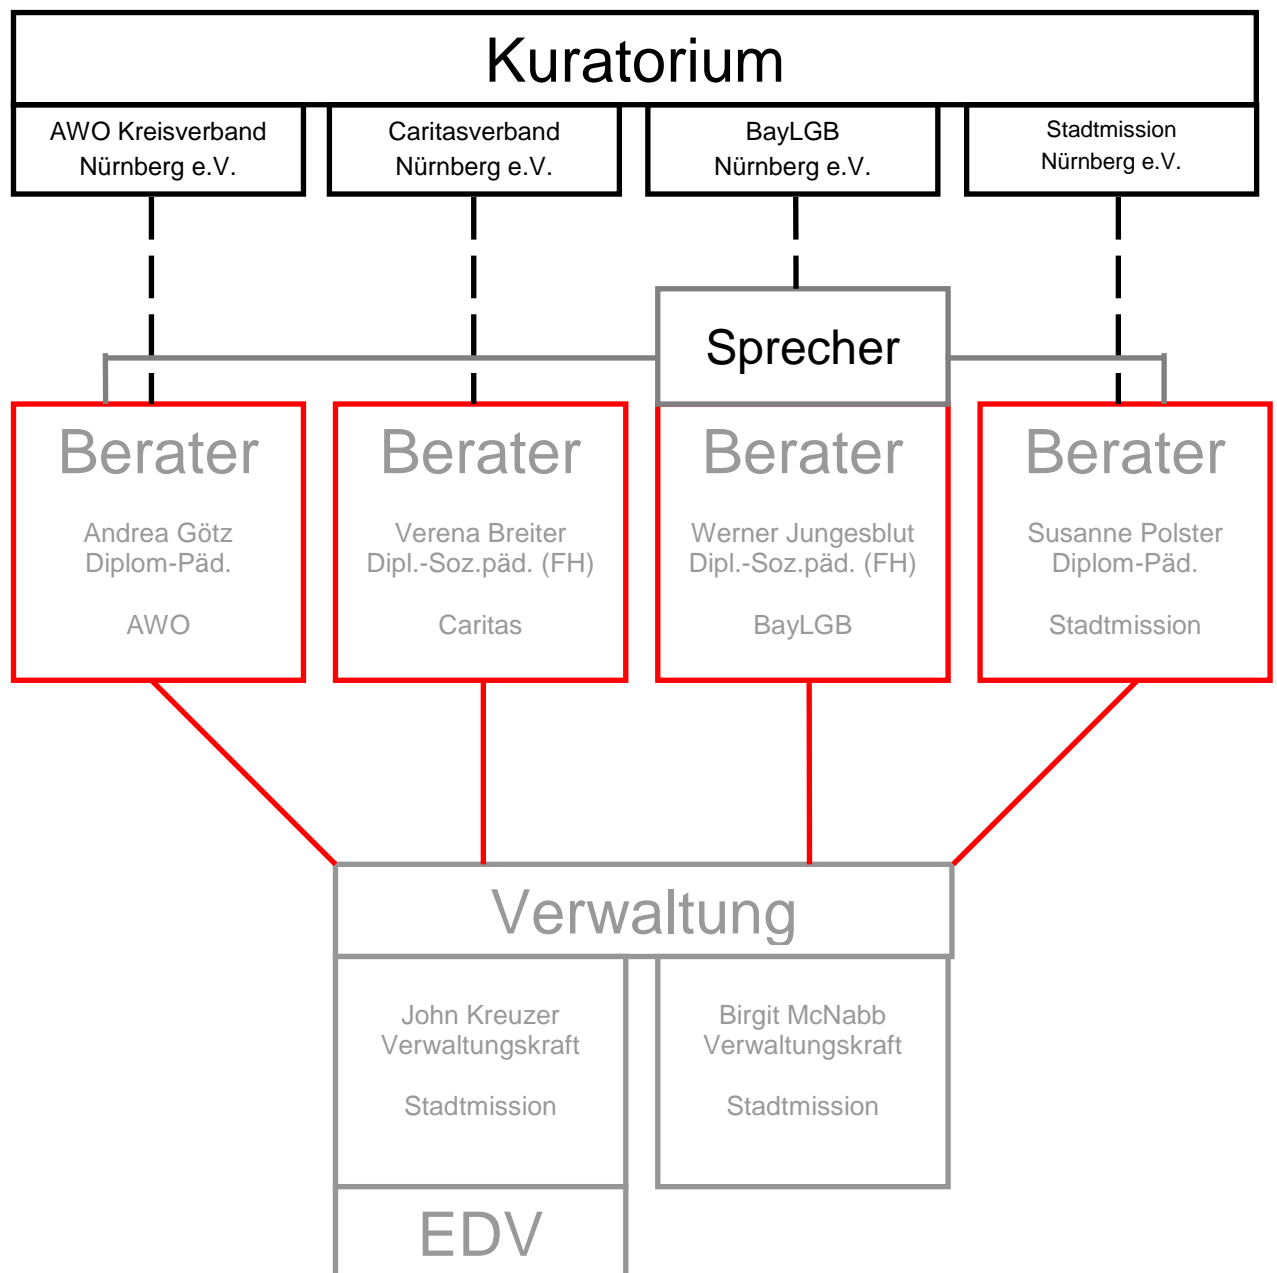 Kuratorium
AWO Kreisverband
Nürnberg e.V.
Caritasverband
Nürnberg e.V.
BayLGB
Nürnberg e.V.
Stadtmission
Nürnberg e.V.
Sprecher
Berater
Andrea Götz
Diplom-Päd.
AWO
Berater
Verena Breiter
Dipl.-Soz.päd. (FH)
Caritas
Berater
Werner Jungesblut
Dipl.-Soz.päd. (FH)
BayLGB
Berater
Susanne Polster
Diplom-Päd.
Stadtmission
Verwaltung
John Kreuzer
Verwaltungskraft
Stadtmission
Birgit McNabb
Verwaltungskraft
Stadtmission
EDV